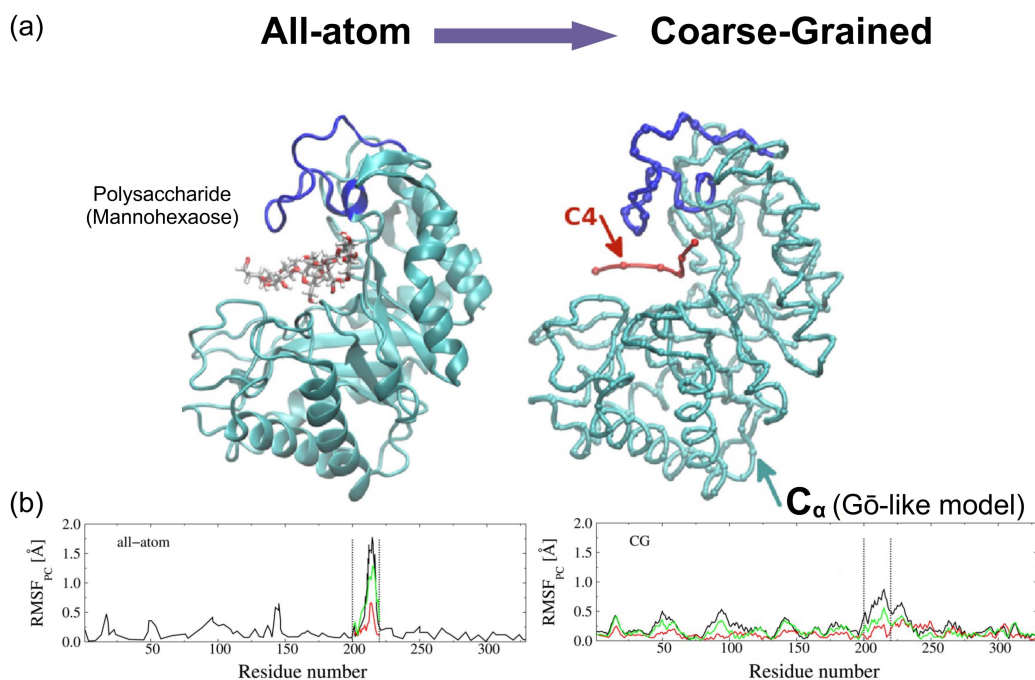 (a)
All-atom
Coarse-Grained
Polysaccharide
(Mannohexaose)
C4
Cα (Gō-like model)
(b)
2.0
1.5
1.0
0.5
0.0
RMSFPC [Å]
all-atom
50 100 150 200 250 300
Residue number
2.0
1.5
1.0
0.5
0.0
RMSFPC [Å]
CG
50 100 150 200 250 300
Residue number